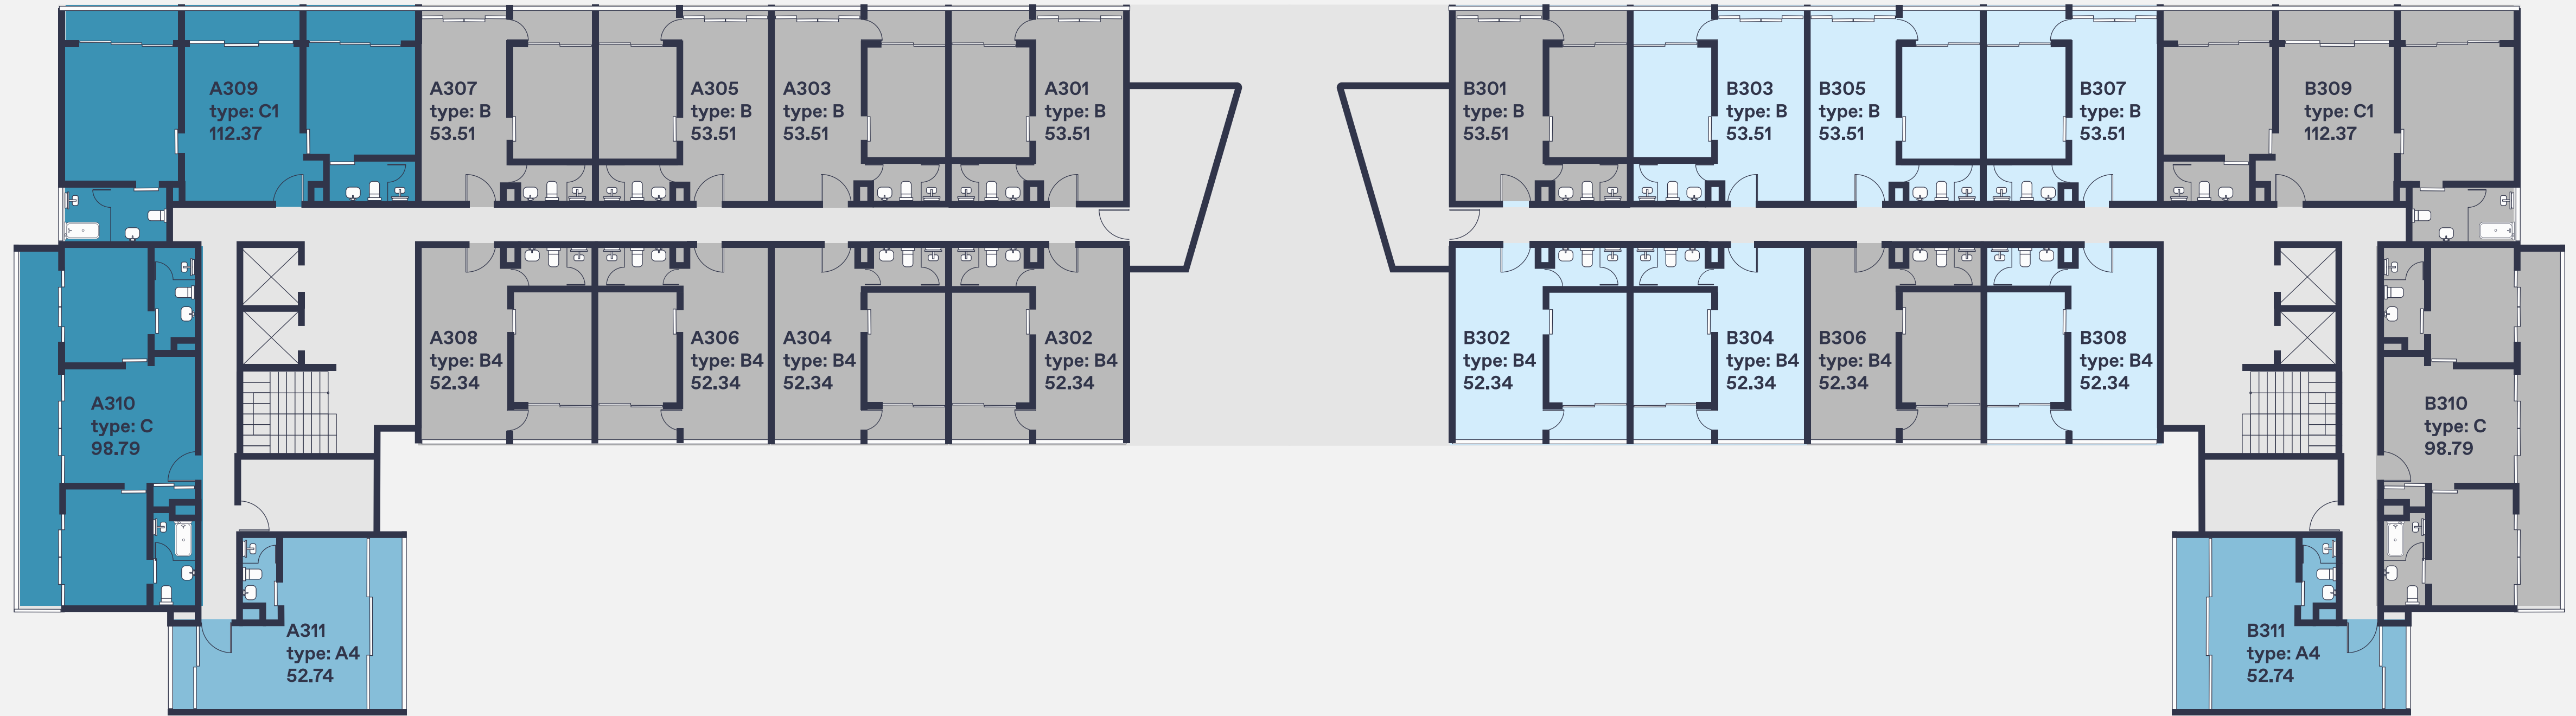 A309
type: C1
112.37
A307
type: B
53.51
A305
type: B
53.51
A303
type: B
53.51
A301
type: B
53.51
B301
type: B
53.51
B303
type: B
53.51
B305
type: B
53.51
B307
type: B
53.51
B309
type: C1
112.37
A308
type: B4
52.34
A306
type: B4
52.34
A304
type: B4
52.34
A302
type: B4
52.34
B302
type: B4
52.34
B304
type: B4
52.34
B306
type: B4
52.34
B308
type: B4
52.34
A310
type: C
98.79
B310
type: C
98.79
A311
type: A4
52.74
B311
type: A4
52.74